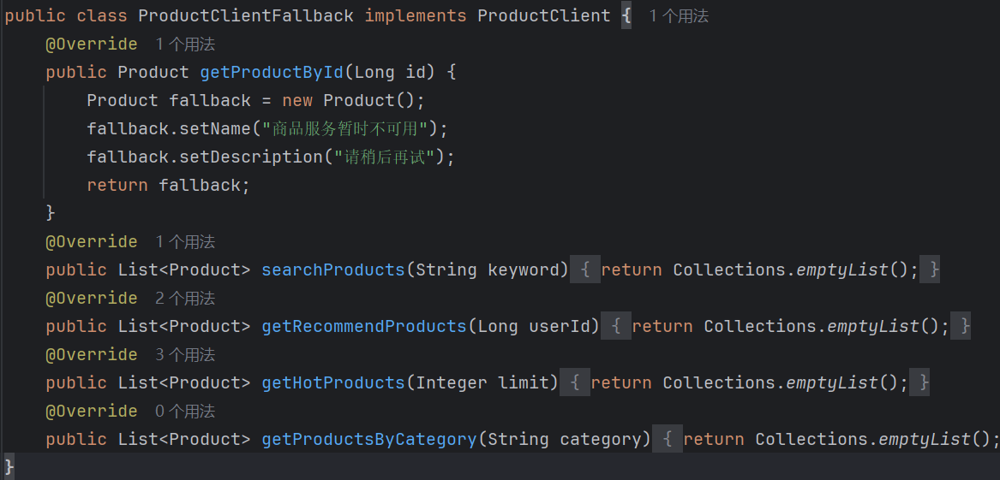 public class ProductClientFallback implements ProductClient { 1 个用法
@Override 1 个用法
public Product getProductById(Long id) {
Product fallback = new Product();
fallback.setName("商品服务暂时不可用");
fallback.setDescription("请稍后再试");
return fallback;
}
@Override 1 个用法
public List<Product> searchProducts(String keyword) { return Collections.emptyList(); }
@Override 2 个用法
public List<Product> getRecommendProducts(Long userId) { return Collections.emptyList(); }
@Override 3 个用法
public List<Product> getHotProducts(Integer limit) { return Collections.emptyList(); }
@Override 0 个用法
public List<Product> getProductsByCategory(String category) { return Collections.emptyList();
}